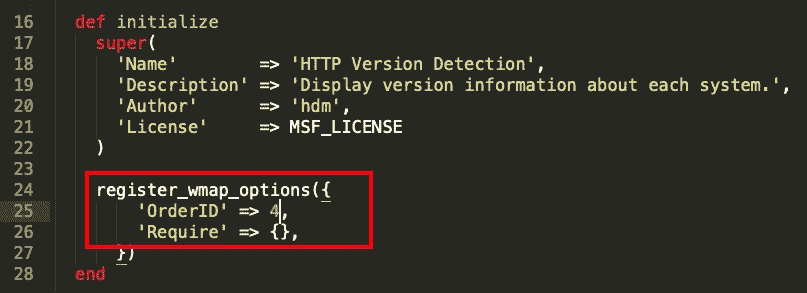 16 def initialize
17 super(
18 'Name' => 'HTTP Version Detection',
19 'Description' => 'Display version information about each system.',
20 'Author' => 'hdm',
21 'License' => MSF_LICENSE
22 )
23
24 register_wmap_options({
25 'OrderID' => 4,
26 'Require' => {},
27 })
28 end